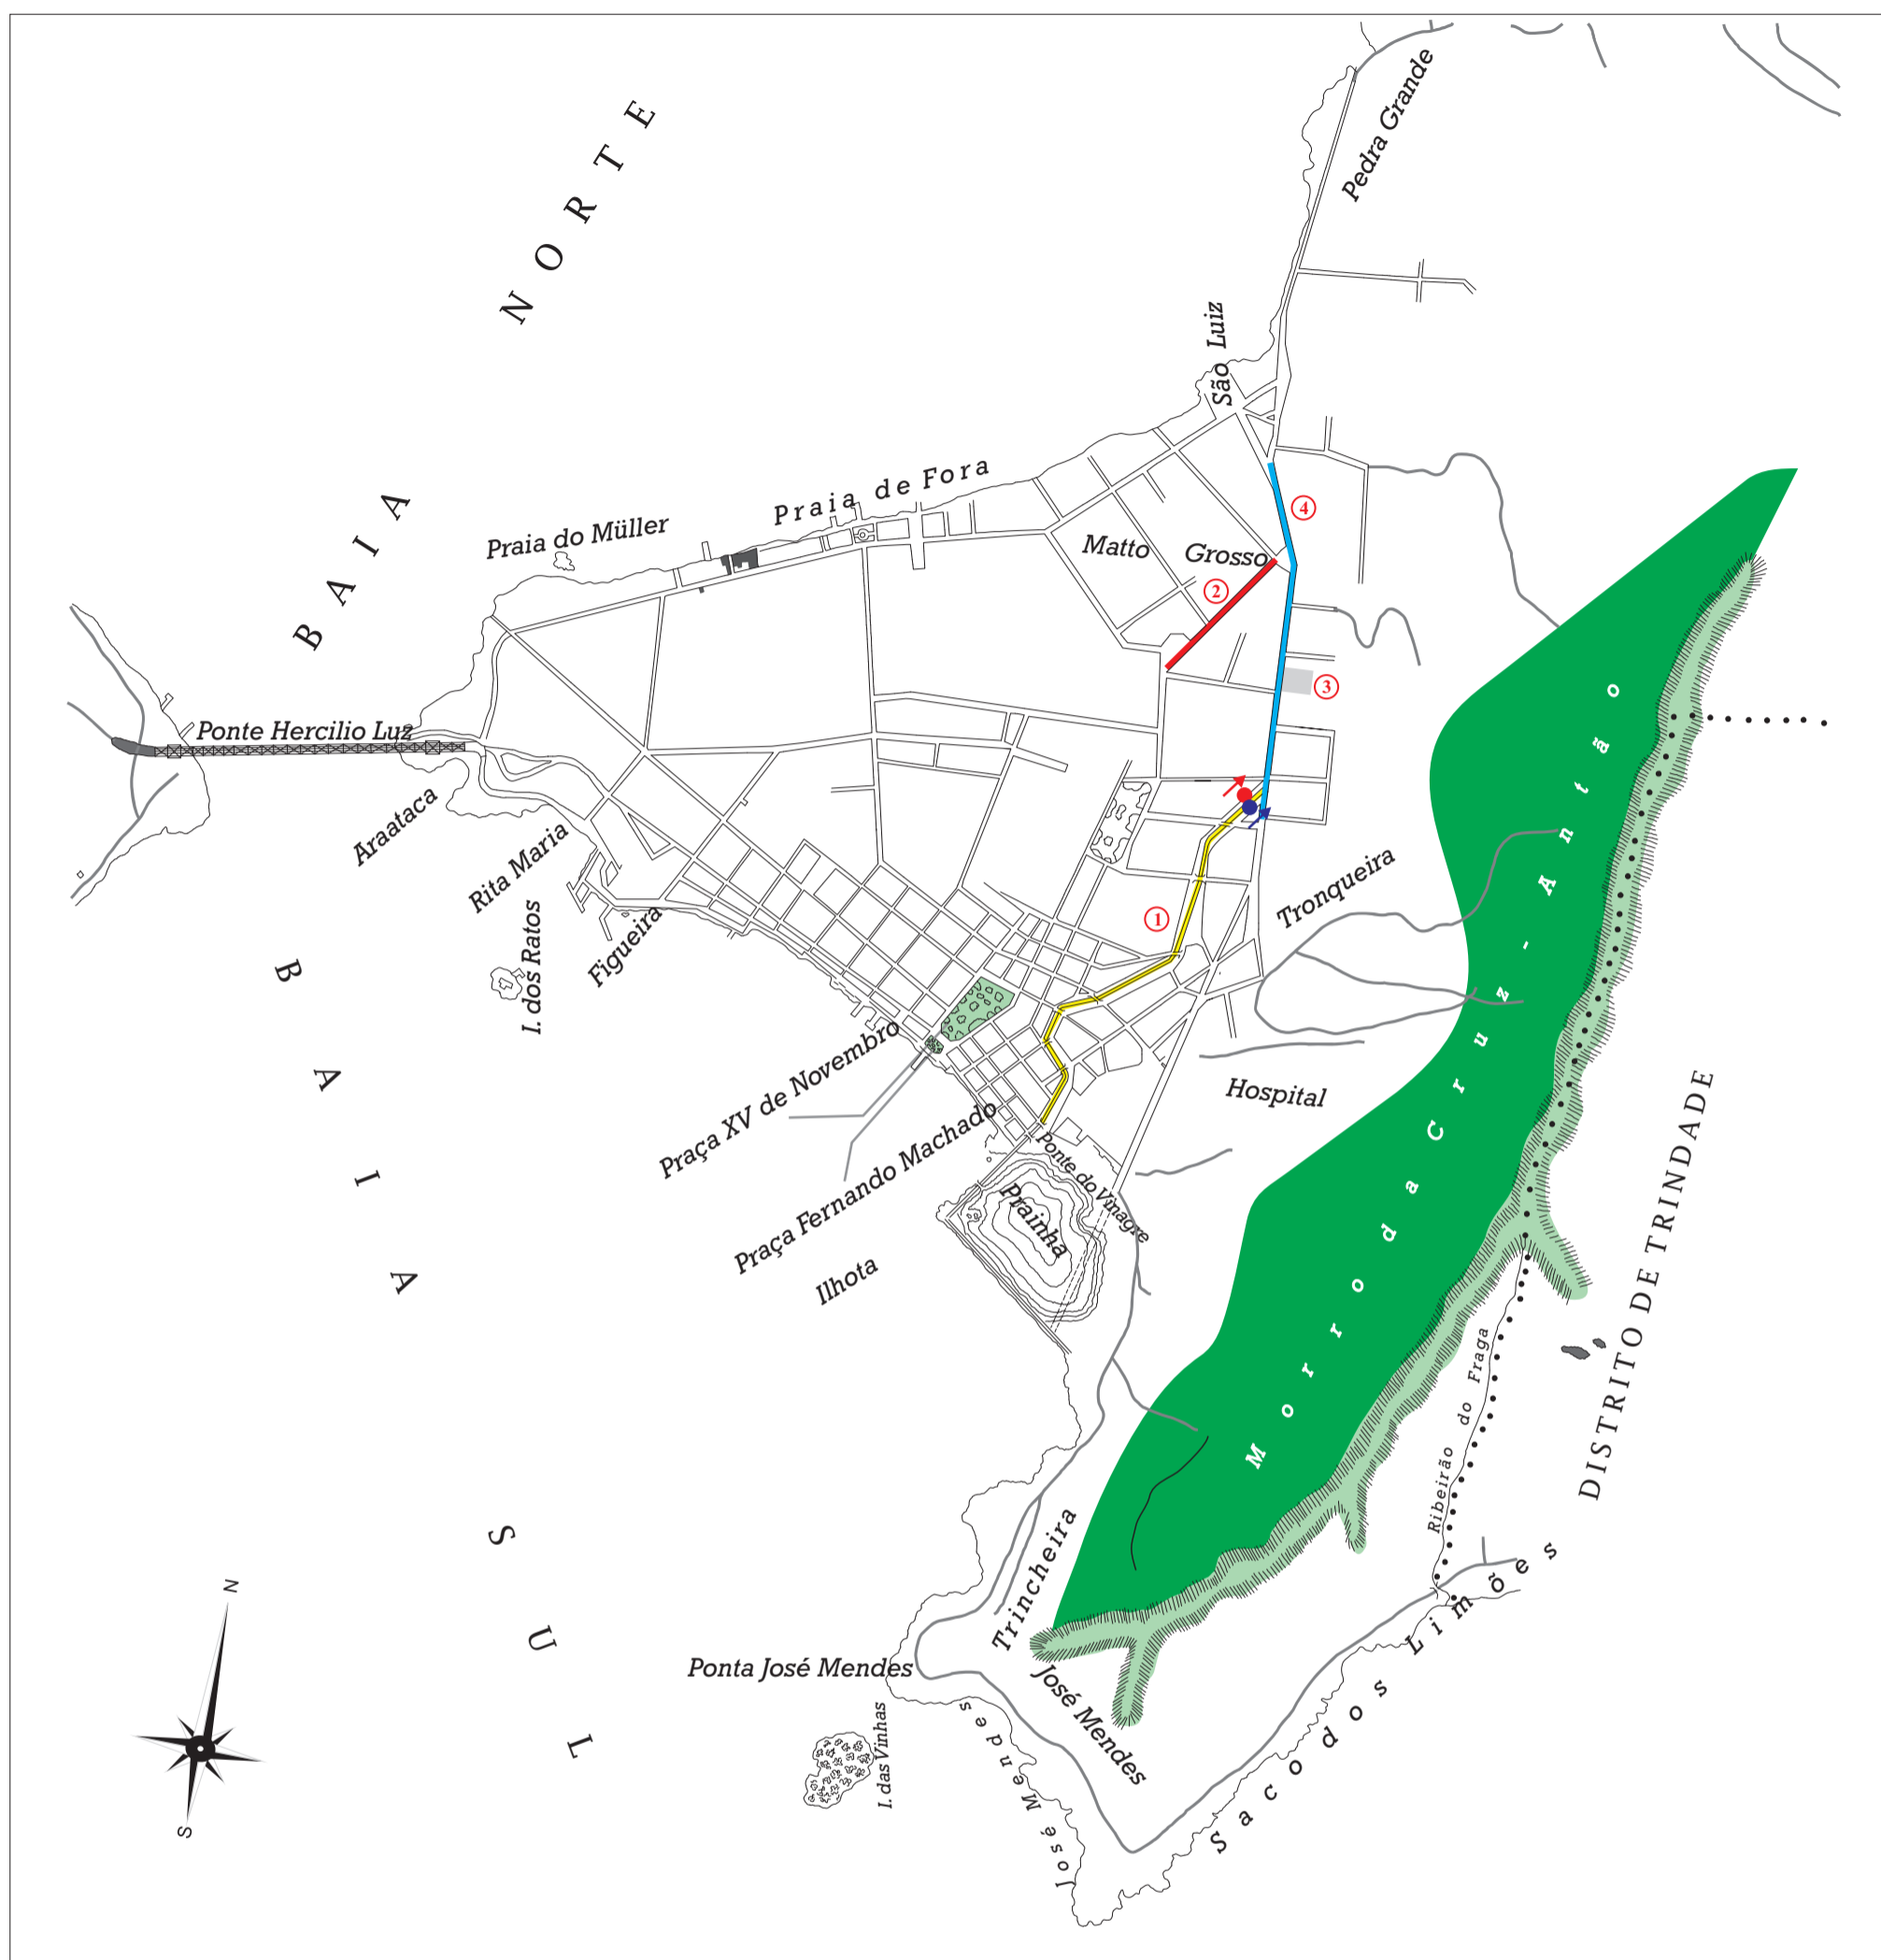 BAIA NORTE
Pedra Grande
São Luiz
Praia de Fora
Praia do Müller
Matto Grosso
4
2
3
Ponte Hercilio Luz
Araataca
Rita Maria
I. dos Ratos
Figueira
1
Tronqueira
Morro da Cruz - Antão
Praça XV de Novembro
Praça Fernando Machado
Hospital
Ponte do Vinagre
Prainha
Ilhota
BAIA SUL
DISTRITO DE TRINDADE
Ribeirão do Fraga
Trincheira
Ponta José Mendes
José Mendes
José Mendes
I. das Vinhas
Saco dos Limões
N
S